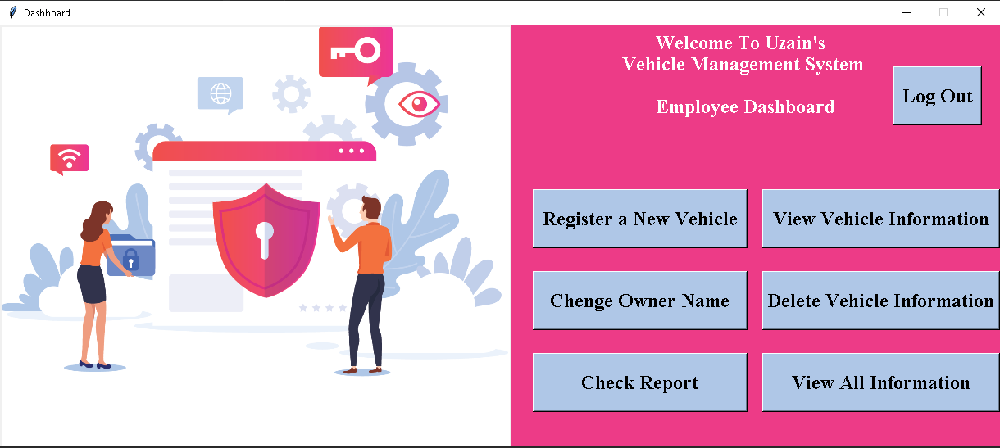 Dashboard
Welcome To Uzain's
Vehicle Management System
Employee Dashboard
Log Out
Register a New Vehicle
View Vehicle Information
Chenge Owner Name
Delete Vehicle Information
Check Report
View All Information